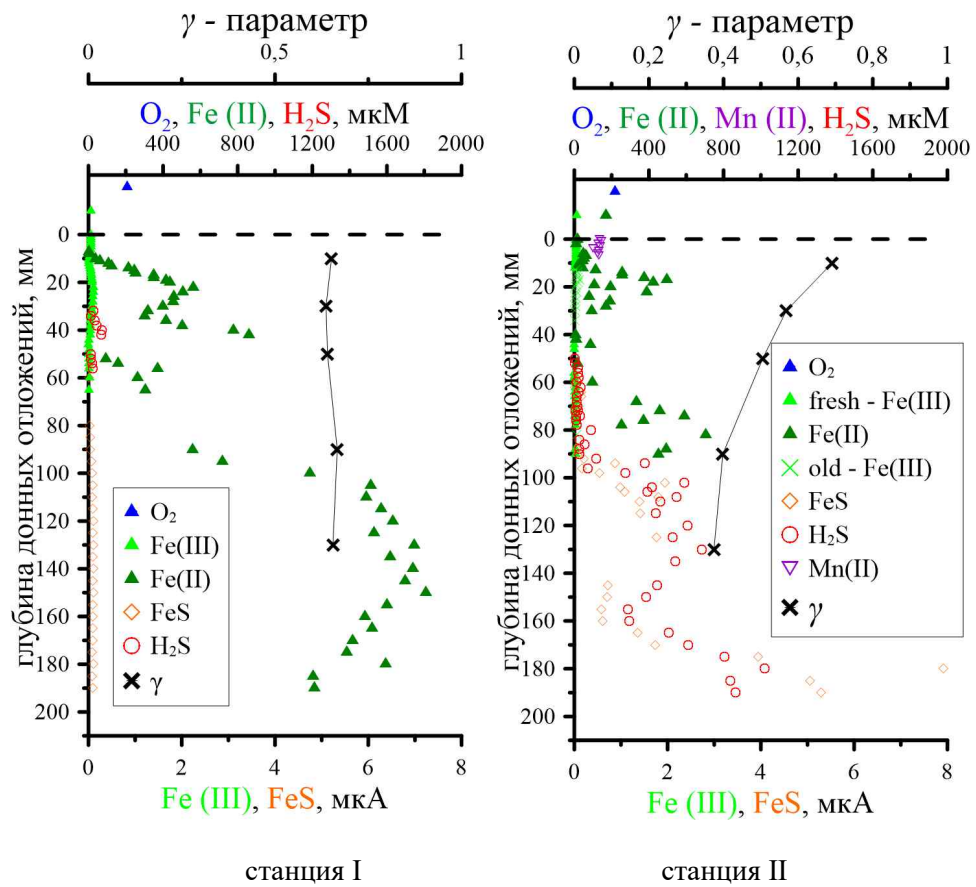 γ - параметр
0 0,5 1
O₂, Fe (II), H₂S, мкМ
0 400 800 1200 1600 2000
глубина донных отложений, мм
0
20
40
60
80
100
120
140
160
180
200
O₂
Fe(III)
Fe(II)
FeS
H₂S
γ
0 2 4 6 8
Fe (III), FeS, мкА
станция I
γ - параметр
0 0,2 0,4 0,6 0,8 1
O₂, Fe (II), Mn (II), H₂S, мкМ
0 400 800 1200 1600 2000
глубина донных отложений, мм
0
20
40
60
80
100
120
140
160
180
200
O₂
fresh - Fe(III)
Fe(II)
old - Fe(III)
FeS
H₂S
Mn(II)
γ
0 2 4 6 8
Fe (III), FeS, мкА
станция II